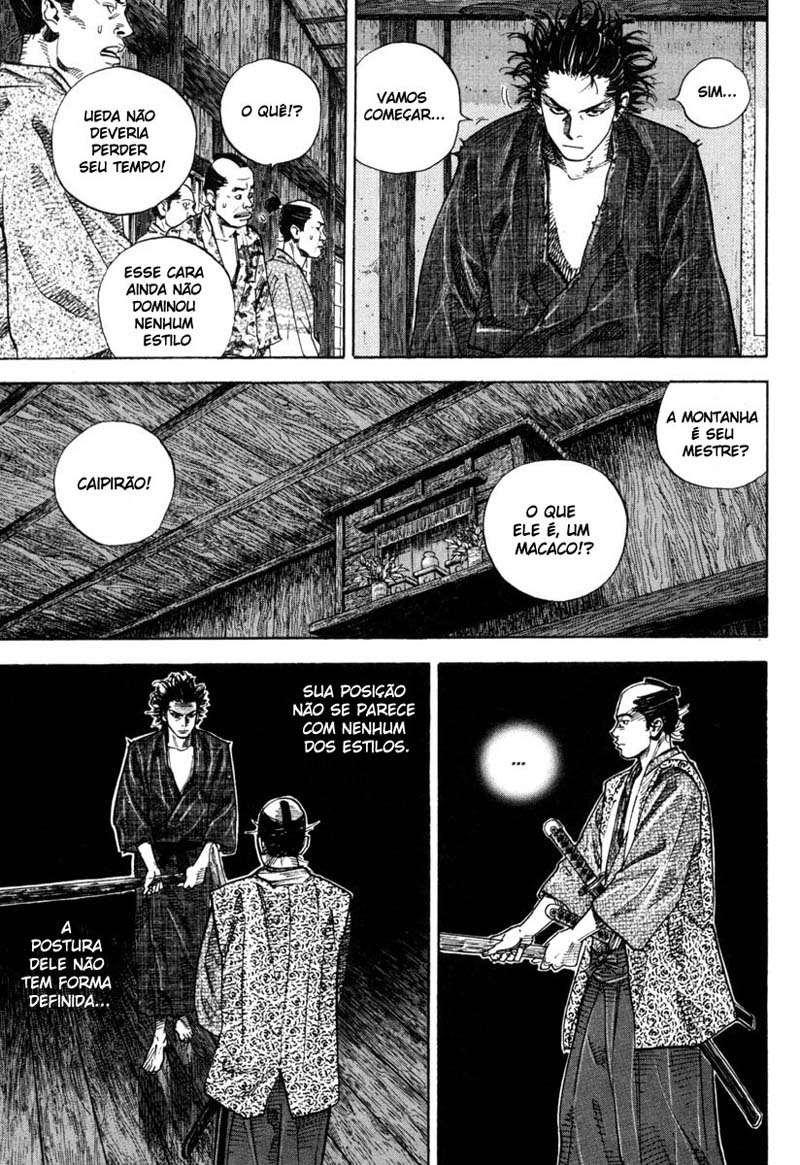 SIM...
VAMOS
COMEÇAR...
O QUÊ!?
UEDA NÃO
DEVERIA
PERDER
SEU TEMPO!
ESSE CARA
AINDA NÃO
DOMINOU
NENHUM
ESTILO
A MONTANHA
É SEU
MESTRE?
O QUE
ELE É, UM
MACACO!?
CAIPIRÃO!
...
SUA POSIÇÃO
NÃO SE PARECE
COM NENHUM
DOS ESTILOS.
A
POSTURA
DELE NÃO
TEM FORMA
DEFINIDA...